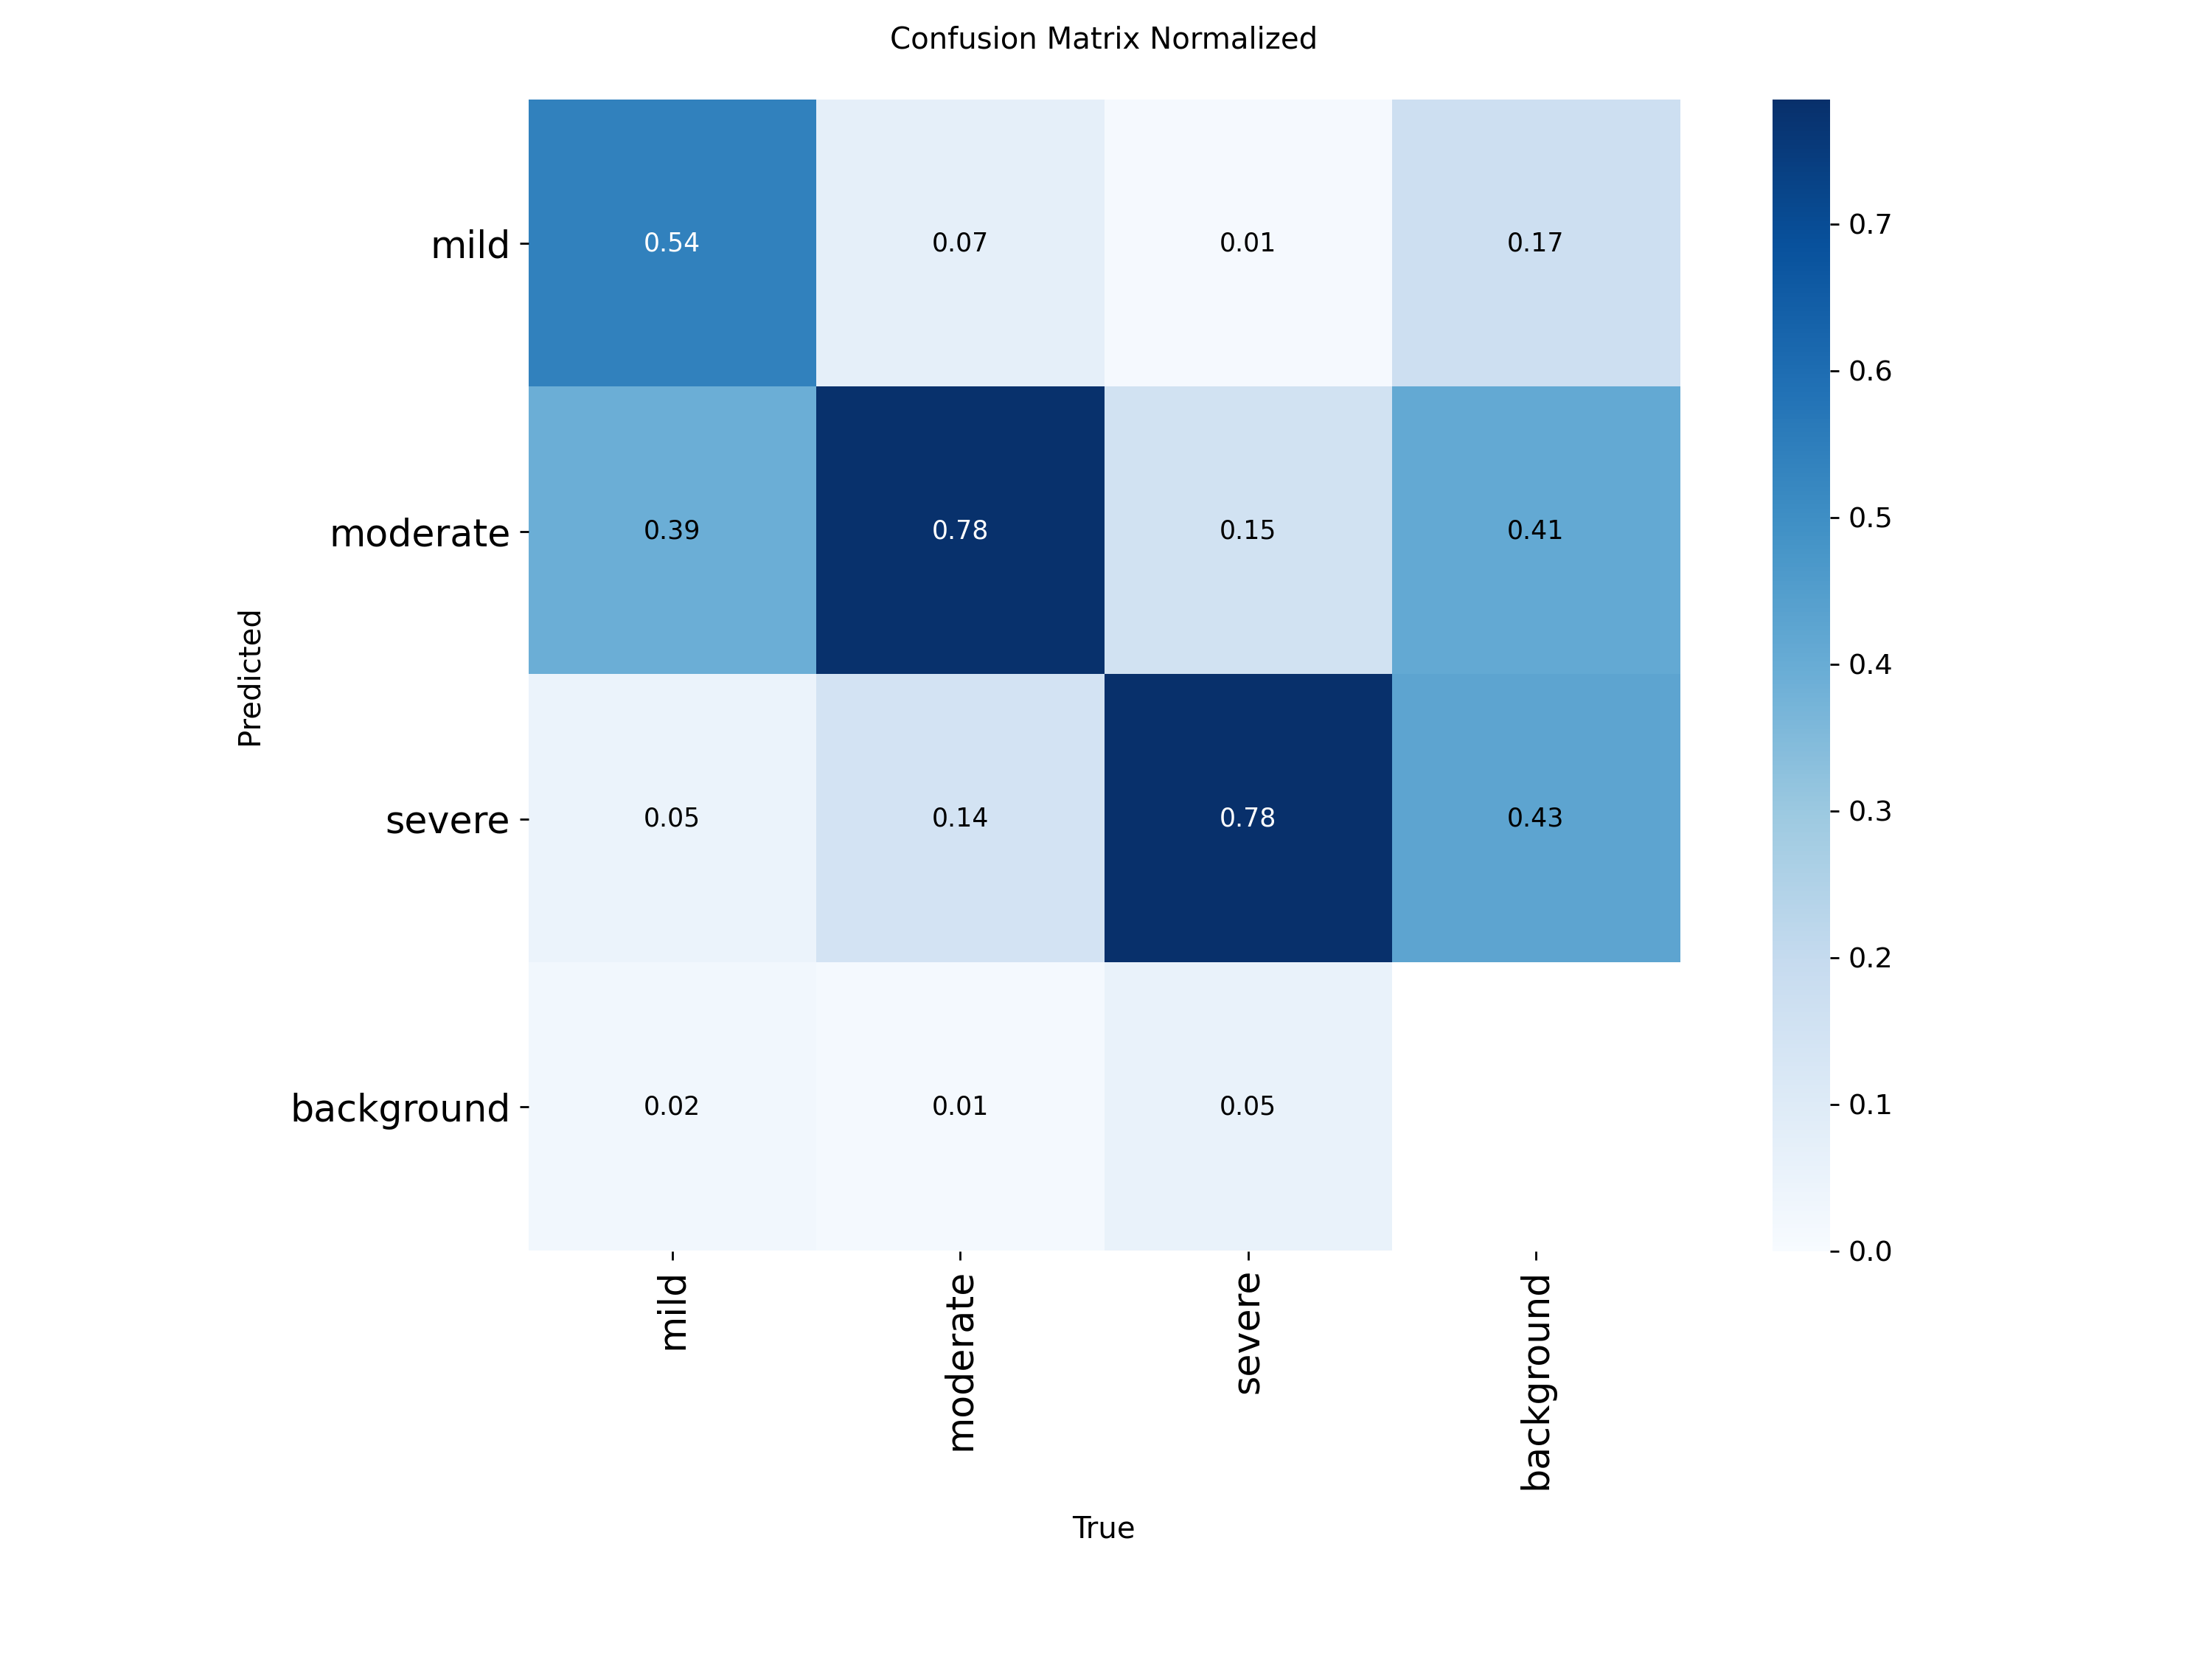 Confusion Matrix Normalized
mild 0.54 0.07 0.01 0.17
moderate 0.39 0.78 0.15 0.41
severe 0.05 0.14 0.78 0.43
background 0.02 0.01 0.05
Predicted
mild moderate severe background
True
0.7
0.6
0.5
0.4
0.3
0.2
0.1
0.0